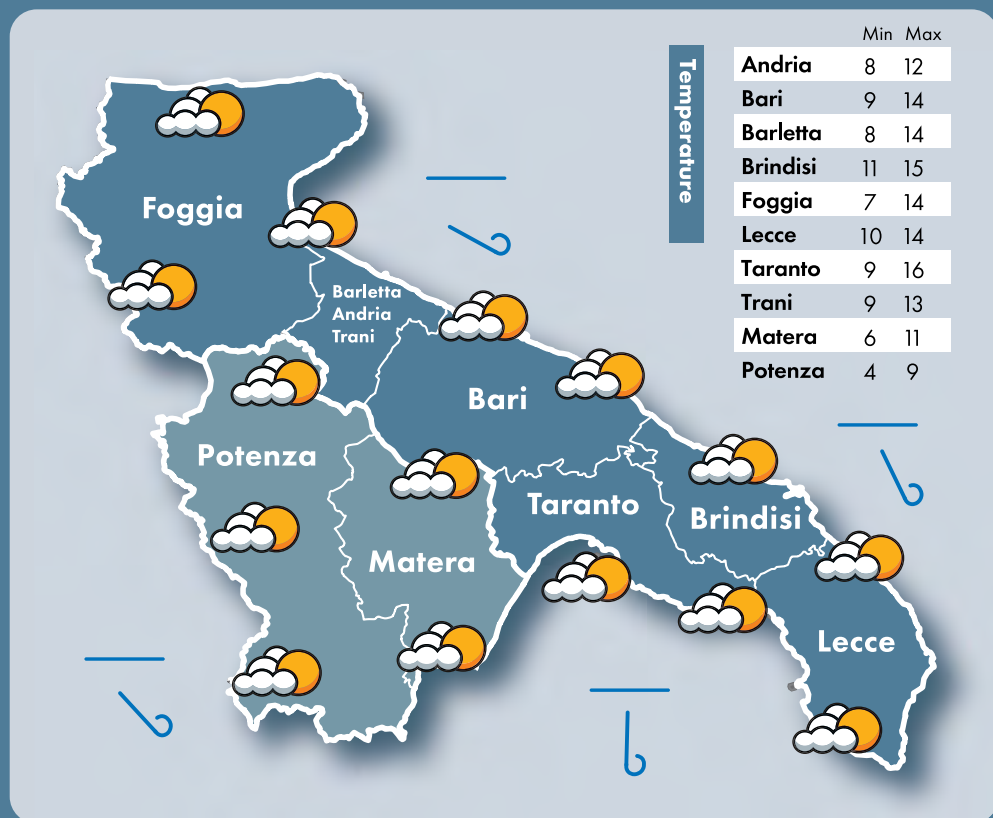 Min Max
Temperature
Andria 8 12
Bari 9 14
Barletta 8 14
Brindisi 11 15
Foggia 7 14
Lecce 10 14
Taranto 9 16
Trani 9 13
Matera 6 11
Potenza 4 9
Foggia
Barletta
Andria
Trani
Bari
Potenza
Taranto
Brindisi
Matera
Lecce